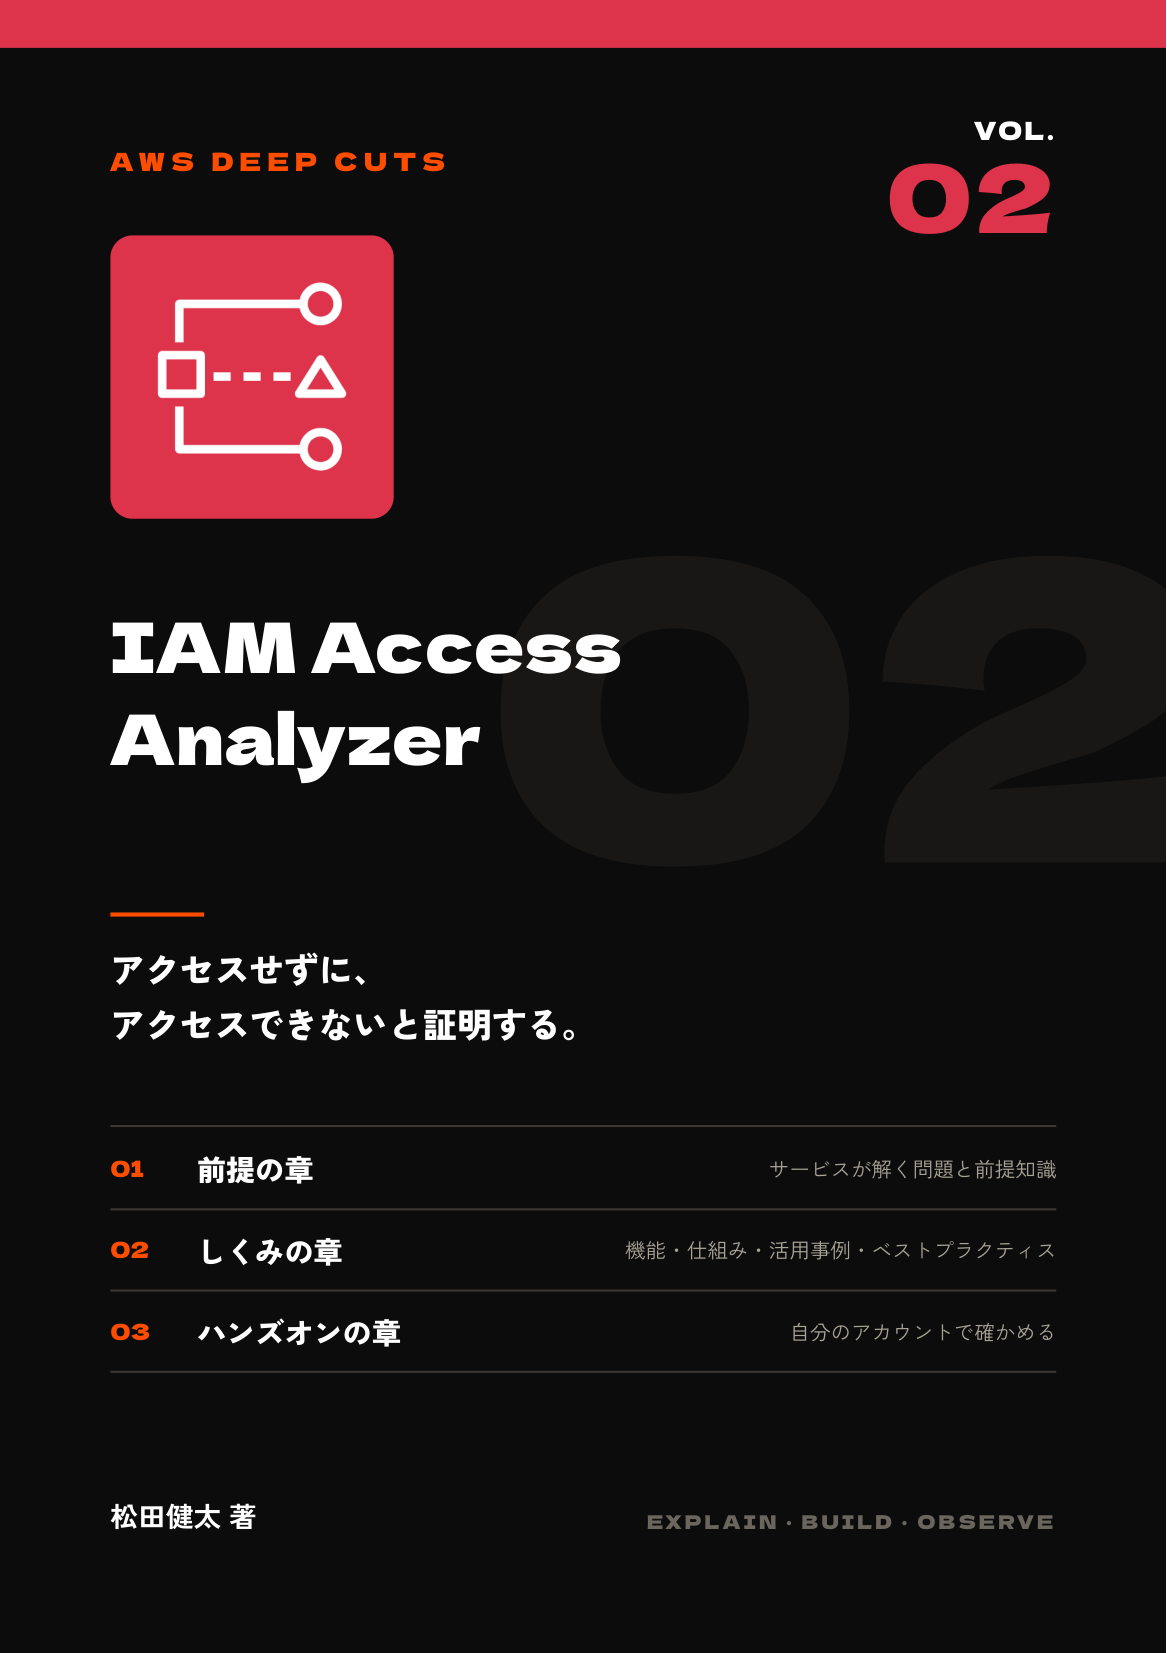 AWS DEEP CUTS
VOL.
02
02
IAM Access
Analyzer
アクセスせずに、
アクセスできないと証明する。
01 前提の章 サービスが解く問題と前提知識
02 しくみの章 機能・仕組み・活用事例・ベストプラクティス
03 ハンズオンの章 自分のアカウントで確かめる
松田健太 著
EXPLAIN · BUILD · OBSERVE